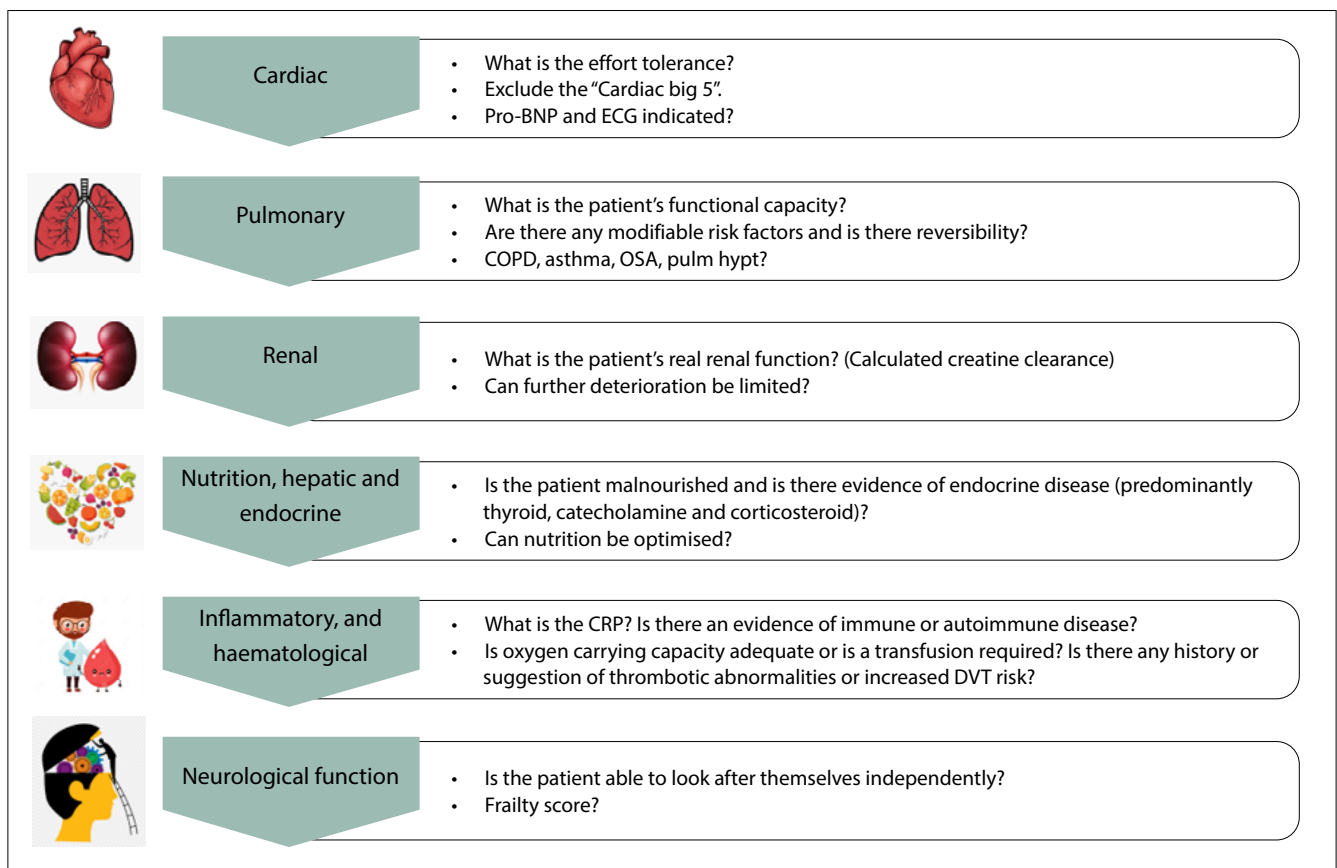 Cardiac
• What is the effort tolerance?
• Exclude the “Cardiac big 5”.
• Pro-BNP and ECG indicated?
Pulmonary
• What is the patient’s functional capacity?
• Are there any modifiable risk factors and is there reversibility?
• COPD, asthma, OSA, pulm hypt?
Renal
• What is the patient’s real renal function? (Calculated creatine clearance)
• Can further deterioration be limited?
Nutrition, hepatic and
endocrine
• Is the patient malnourished and is there evidence of endocrine disease (predominantly
thyroid, catecholamine and corticosteroid)?
• Can nutrition be optimised?
Inflammatory, and
haematological
• What is the CRP? Is there an evidence of immune or autoimmune disease?
• Is oxygen carrying capacity adequate or is a transfusion required? Is there any history or
suggestion of thrombotic abnormalities or increased DVT risk?
Neurological function
• Is the patient able to look after themselves independently?
• Frailty score?